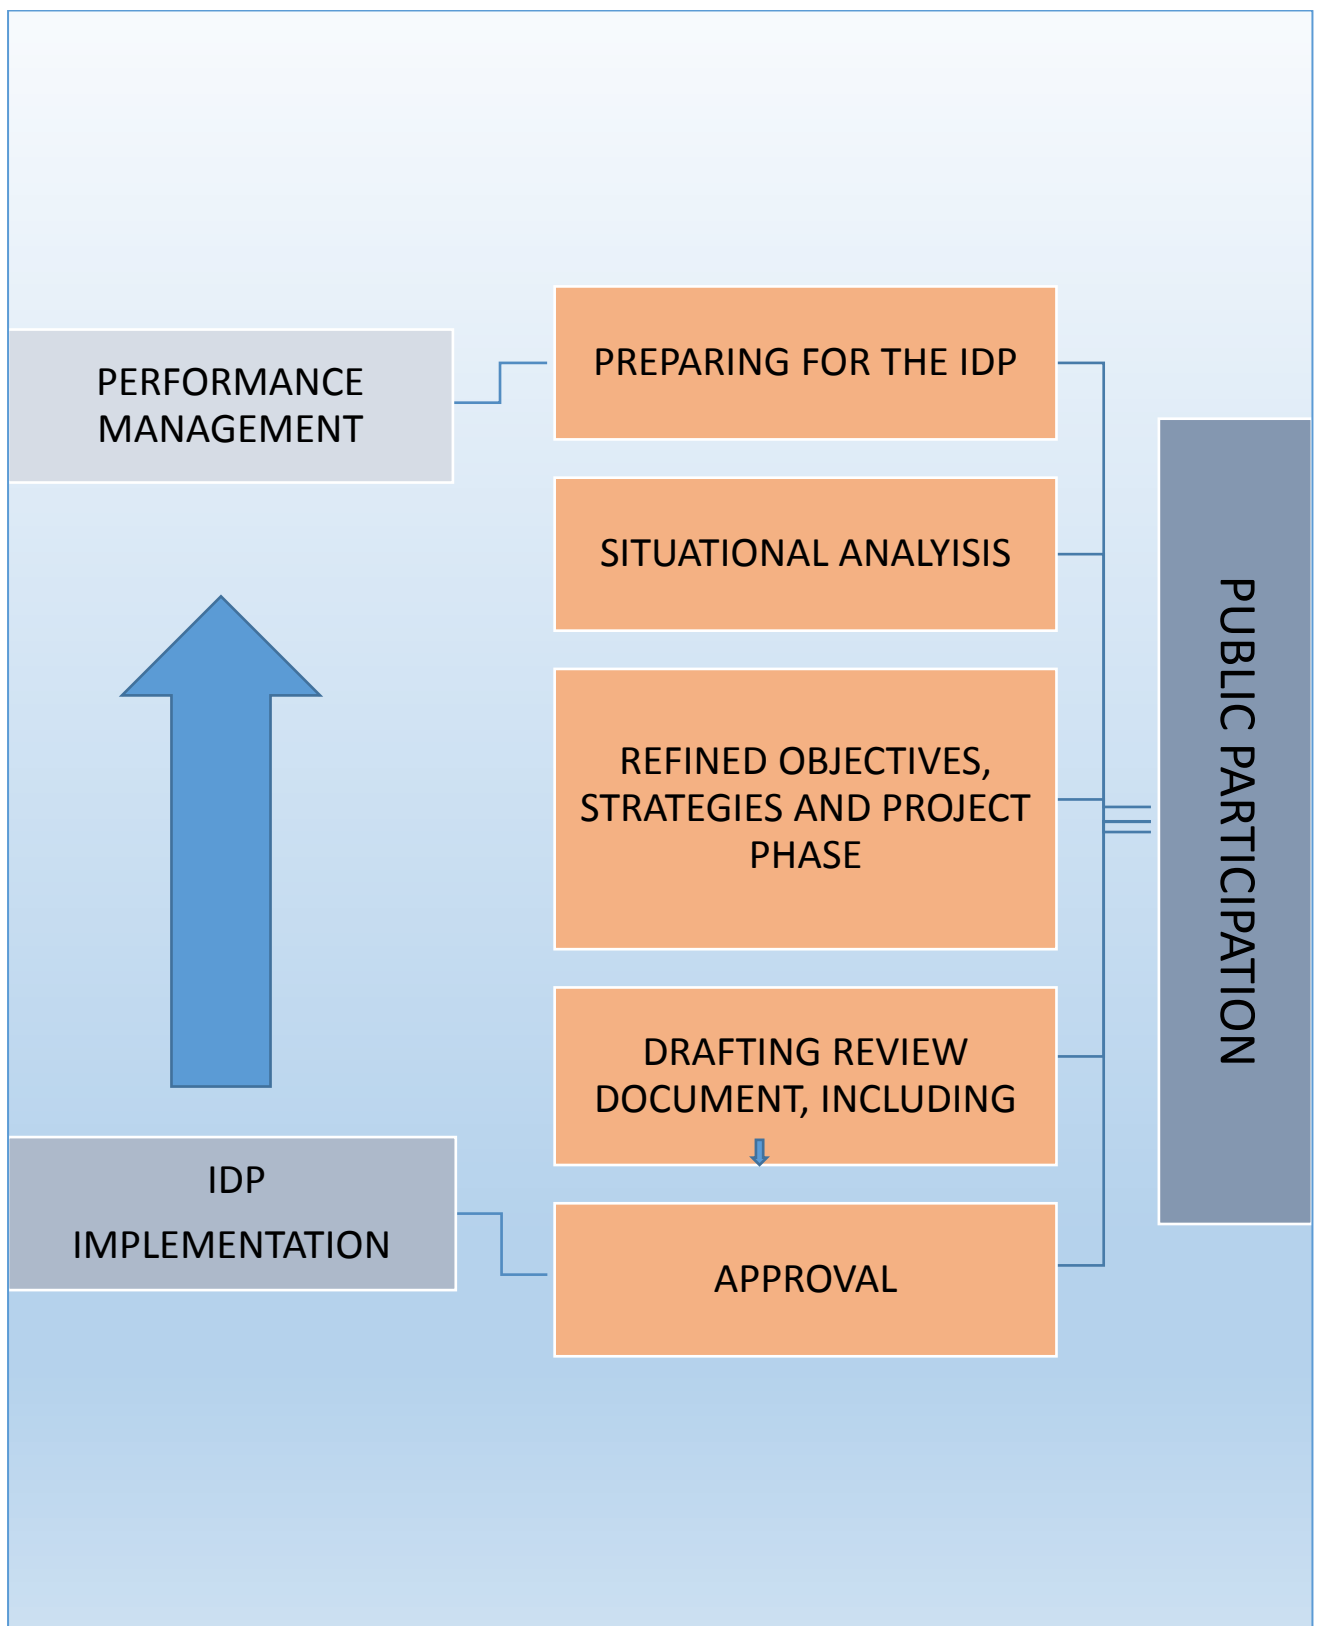 PERFORMANCE
MANAGEMENT
PREPARING FOR THE IDP
SITUATIONAL ANALYISIS
REFINED OBJECTIVES,
STRATEGIES AND PROJECT
PHASE
DRAFTING REVIEW
DOCUMENT, INCLUDING
IDP
IMPLEMENTATION
APPROVAL
PUBLIC PARTICIPATION